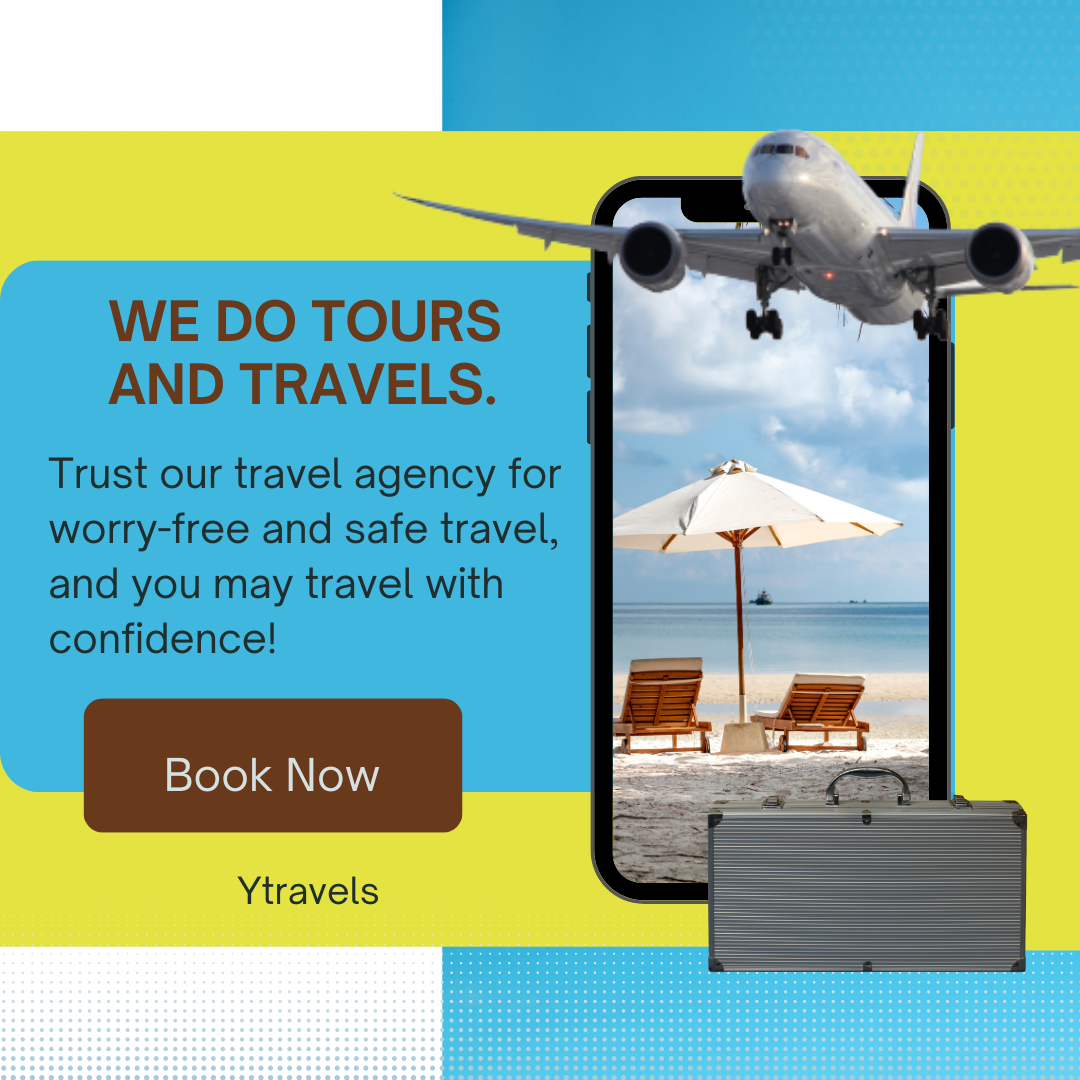 WE DO TOURS
AND TRAVELS.
Trust our travel agency for
worry-free and safe travel,
and you may travel with
confidence!
Book Now
Ytravels